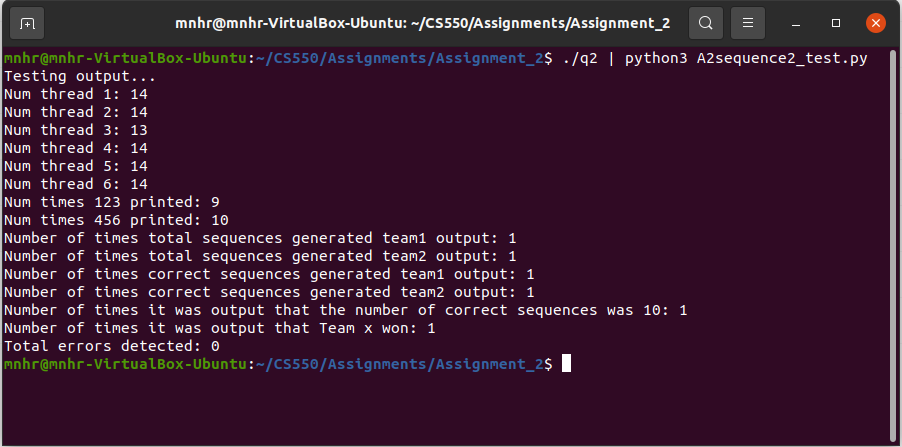 mnhr@mnhr-VirtualBox-Ubuntu: ~/CS550/Assignments/Assignment_2
mnhr@mnhr-VirtualBox-Ubuntu:~/CS550/Assignments/Assignment_2$ ./q2 | python3 A2sequence2_test.py
Testing output...
Num thread 1: 14
Num thread 2: 14
Num thread 3: 13
Num thread 4: 14
Num thread 5: 14
Num thread 6: 14
Num times 123 printed: 9
Num times 456 printed: 10
Number of times total sequences generated team1 output: 1
Number of times total sequences generated team2 output: 1
Number of times correct sequences generated team1 output: 1
Number of times correct sequences generated team2 output: 1
Number of times it was output that the number of correct sequences was 10: 1
Number of times it was output that Team x won: 1
Total errors detected: 0
mnhr@mnhr-VirtualBox-Ubuntu:~/CS550/Assignments/Assignment_2$